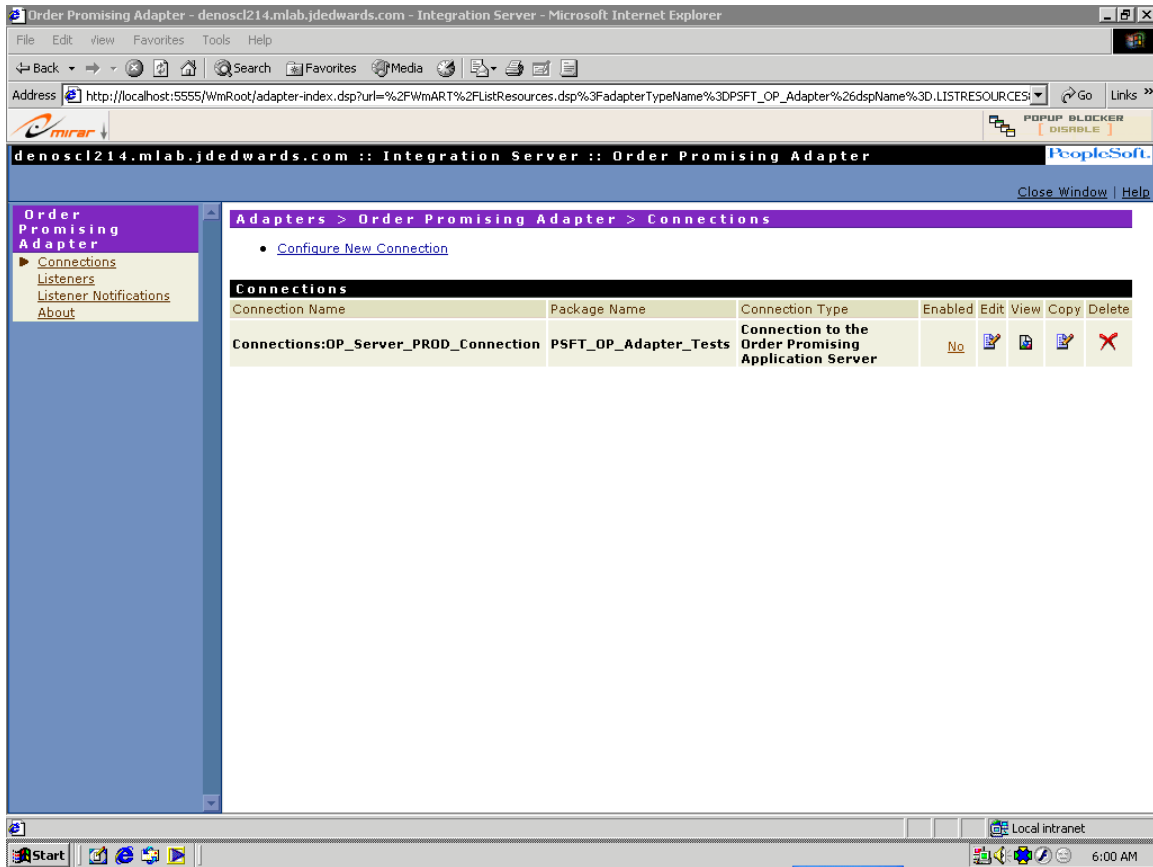 Order Promising Adapter - denoscl214.mlab.jdedwards.com - Integration Server - Microsoft Internet Explorer
File Edit View Favorites Tools Help
Back Search Favorites Media
Address http://localhost:5555/WmRoot/adapter-index.dsp?url=%2FWmART%2FListResources.dsp%3FadapterTypeName%3DPSFT_OP_Adapter%26dspName%3D.LISTRESOURCES Go Links »
mirar POPUP BLOCKER
[ DISABLE ]
denoscl214.mlab.jdedwards.com :: Integration Server :: Order Promising Adapter PeopleSoft.
Close Window | Help
Order
Promising
Adapter
Connections
Listeners
Listener Notifications
About
Adapters > Order Promising Adapter > Connections
• Configure New Connection
Connections
Connection Name Package Name Connection Type Enabled Edit View Copy Delete
Connections:OP_Server_PROD_Connection PSFT_OP_Adapter_Tests Connection to the
Order Promising
Application Server No
Local intranet
Start 6:00 AM